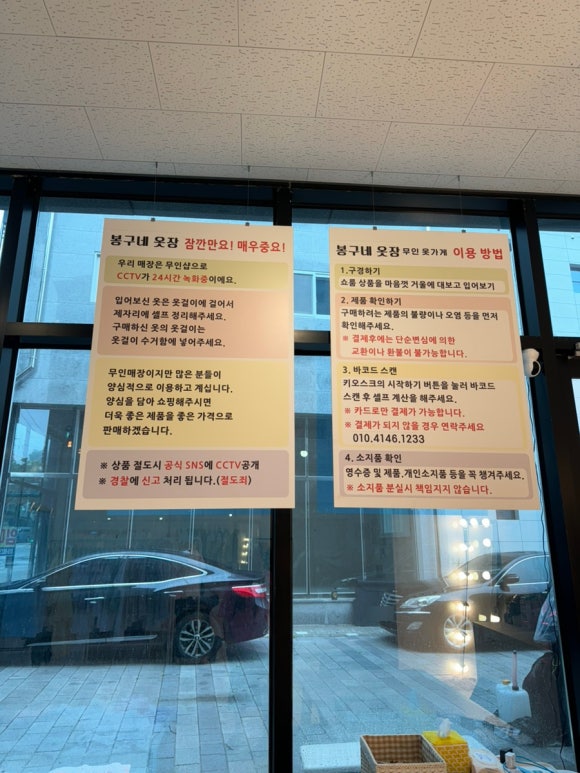 봉구네 옷장 잠깐만요! 매우중요!
우리 매장은 무인샵으로
CCTV가 24시간 녹화중이에요.
입어보신 옷은 옷걸이에 걸어서
제자리에 셀프 정리해주세요.
구매하신 옷의 옷걸이는
옷걸이 수거함에 넣어주세요.
무인매장이지만 많은 분들이
양심적으로 이용하고 계십니다.
양심을 담아 쇼핑해주시면
더욱 좋은 제품을 좋은 가격으로
판매하겠습니다.
※ 상품 절도시 공식 SNS에 CCTV공개
※ 경찰에 신고 처리 됩니다.(절도죄)
봉구네 옷장 무인 옷가게 이용 방법
1.구경하기
쇼룸 상품을 마음껏 거울에 대보고 입어보기
2. 제품 확인하기
구매하려는 제품의 불량이나 오염 등을 먼저
확인해주세요.
※ 결제후에는 단순변심에 의한
교환이나 환불이 불가능합니다.
3. 바코드 스캔
키오스크의 시작하기 버튼을 눌러 바코드
스캔 후 셀프 계산을 해주세요.
※ 카드로만 결제가 가능합니다.
※ 결제가 되지 않을 경우 연락주세요
010.4146.1233
4. 소지품 확인
영수증 및 제품,개인소지품 등을 꼭 챙겨주세요.
※ 소지품 분실시 책임지지 않습니다.